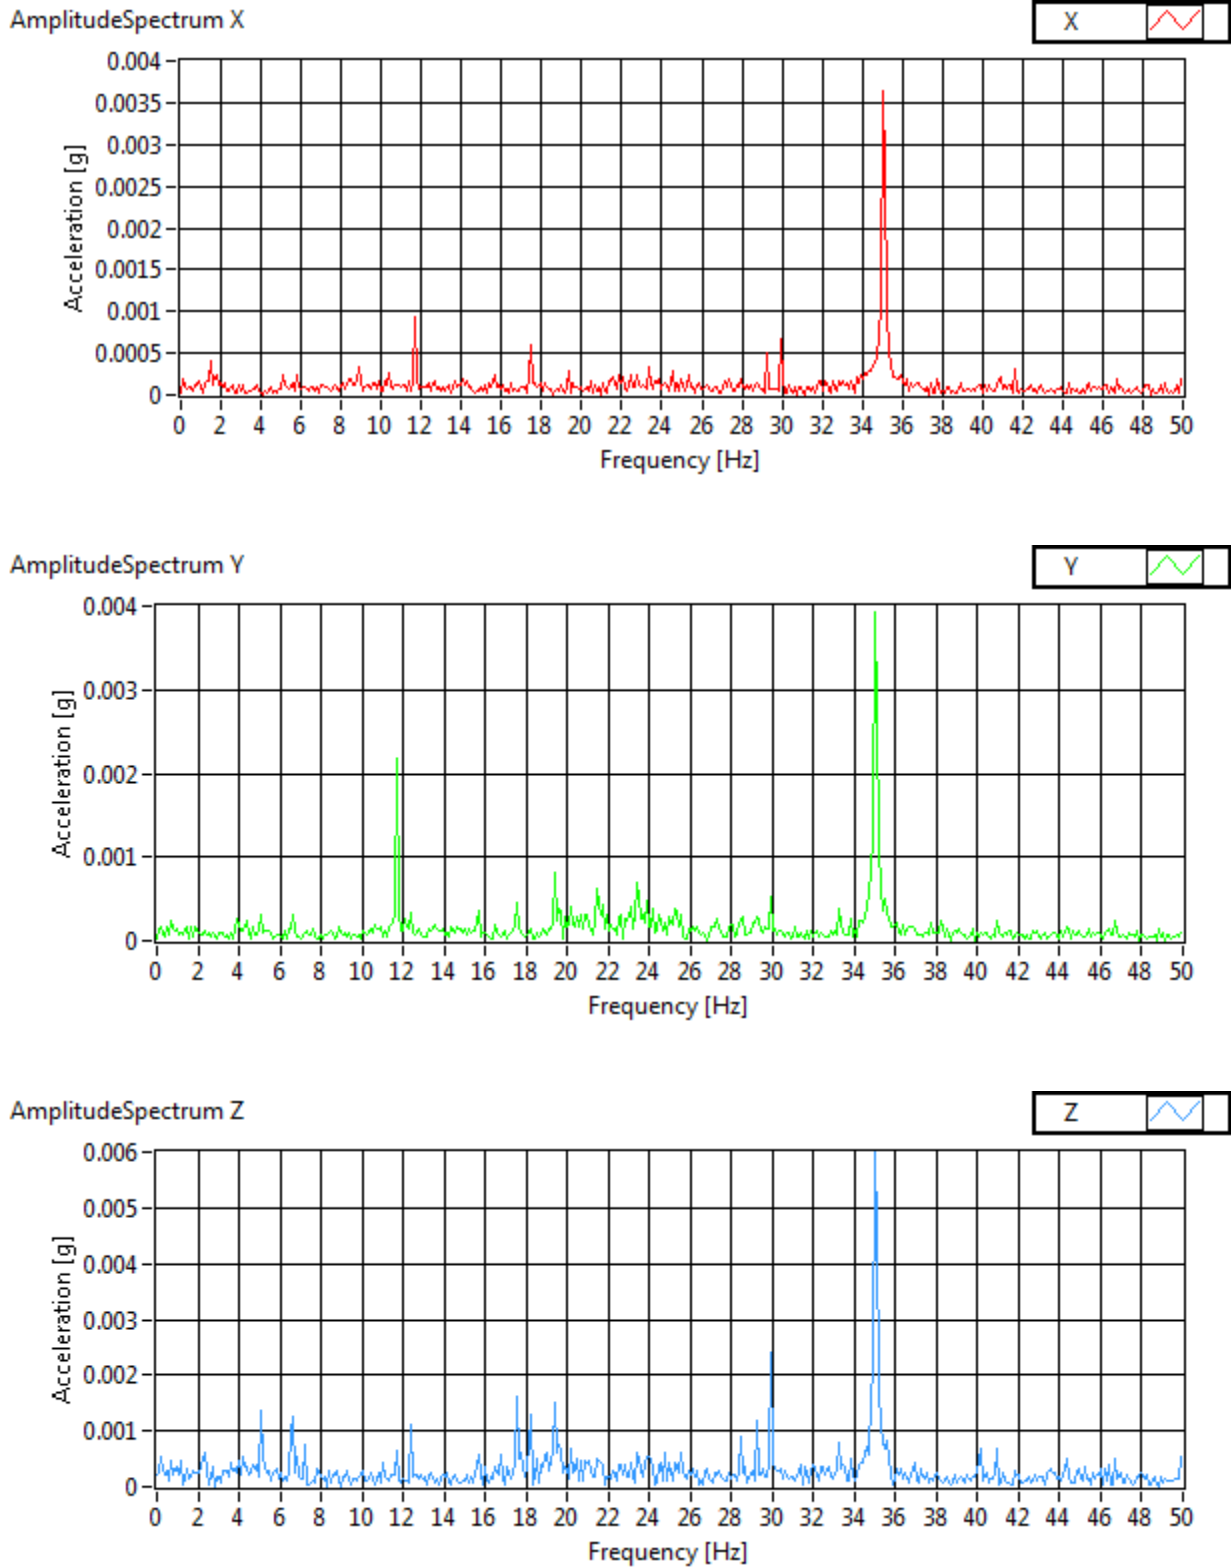 AmplitudeSpectrum X
X
Acceleration [g]
0.004
0.0035
0.003
0.0025
0.002
0.0015
0.001
0.0005
0
0 2 4 6 8 10 12 14 16 18 20 22 24 26 28 30 32 34 36 38 40 42 44 46 48 50
Frequency [Hz]
AmplitudeSpectrum Y
Y
Acceleration [g]
0.004
0.003
0.002
0.001
0
0 2 4 6 8 10 12 14 16 18 20 22 24 26 28 30 32 34 36 38 40 42 44 46 48 50
Frequency [Hz]
AmplitudeSpectrum Z
Z
Acceleration [g]
0.006
0.005
0.004
0.003
0.002
0.001
0
0 2 4 6 8 10 12 14 16 18 20 22 24 26 28 30 32 34 36 38 40 42 44 46 48 50
Frequency [Hz]